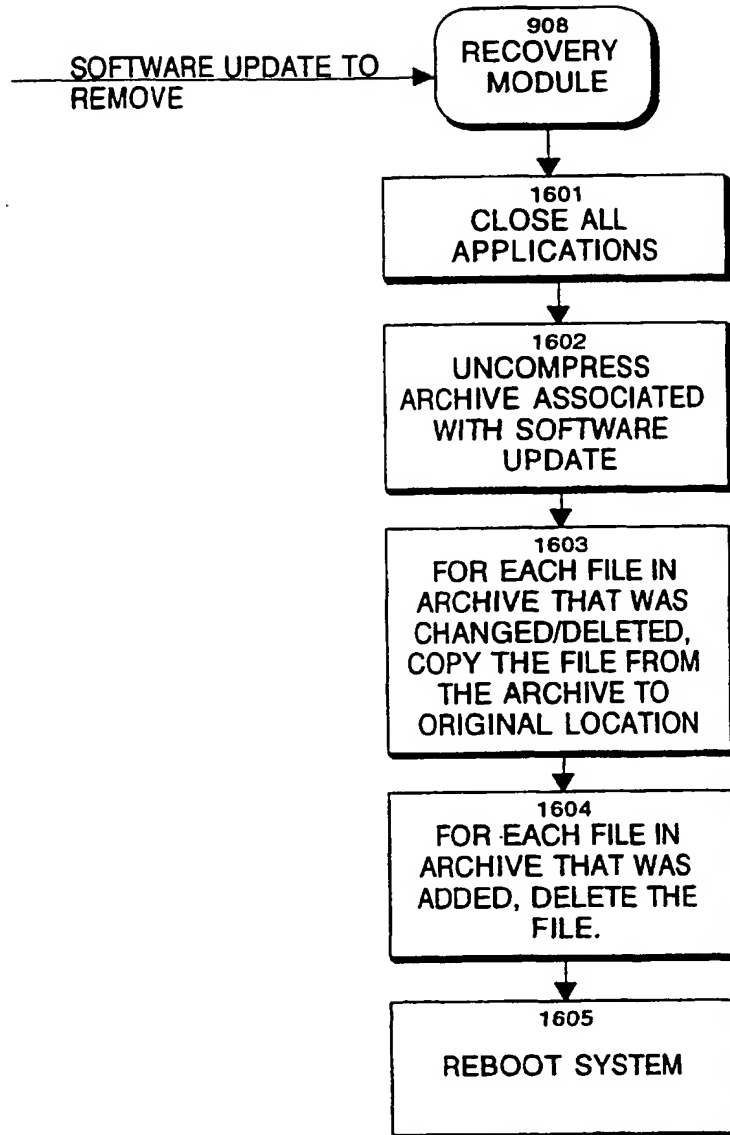 SOFTWARE UPDATE TO
REMOVE
908
RECOVERY
MODULE
1601
CLOSE ALL
APPLICATIONS
1602
UNCOMPRESS
ARCHIVE ASSOCIATED
WITH SOFTWARE
UPDATE
1603
FOR EACH FILE IN
ARCHIVE THAT WAS
CHANGED/DELETED,
COPY THE FILE FROM
THE ARCHIVE TO
ORIGINAL LOCATION
1604
FOR EACH FILE IN
ARCHIVE THAT WAS
ADDED, DELETE THE
FILE.
1605
REBOOT SYSTEM